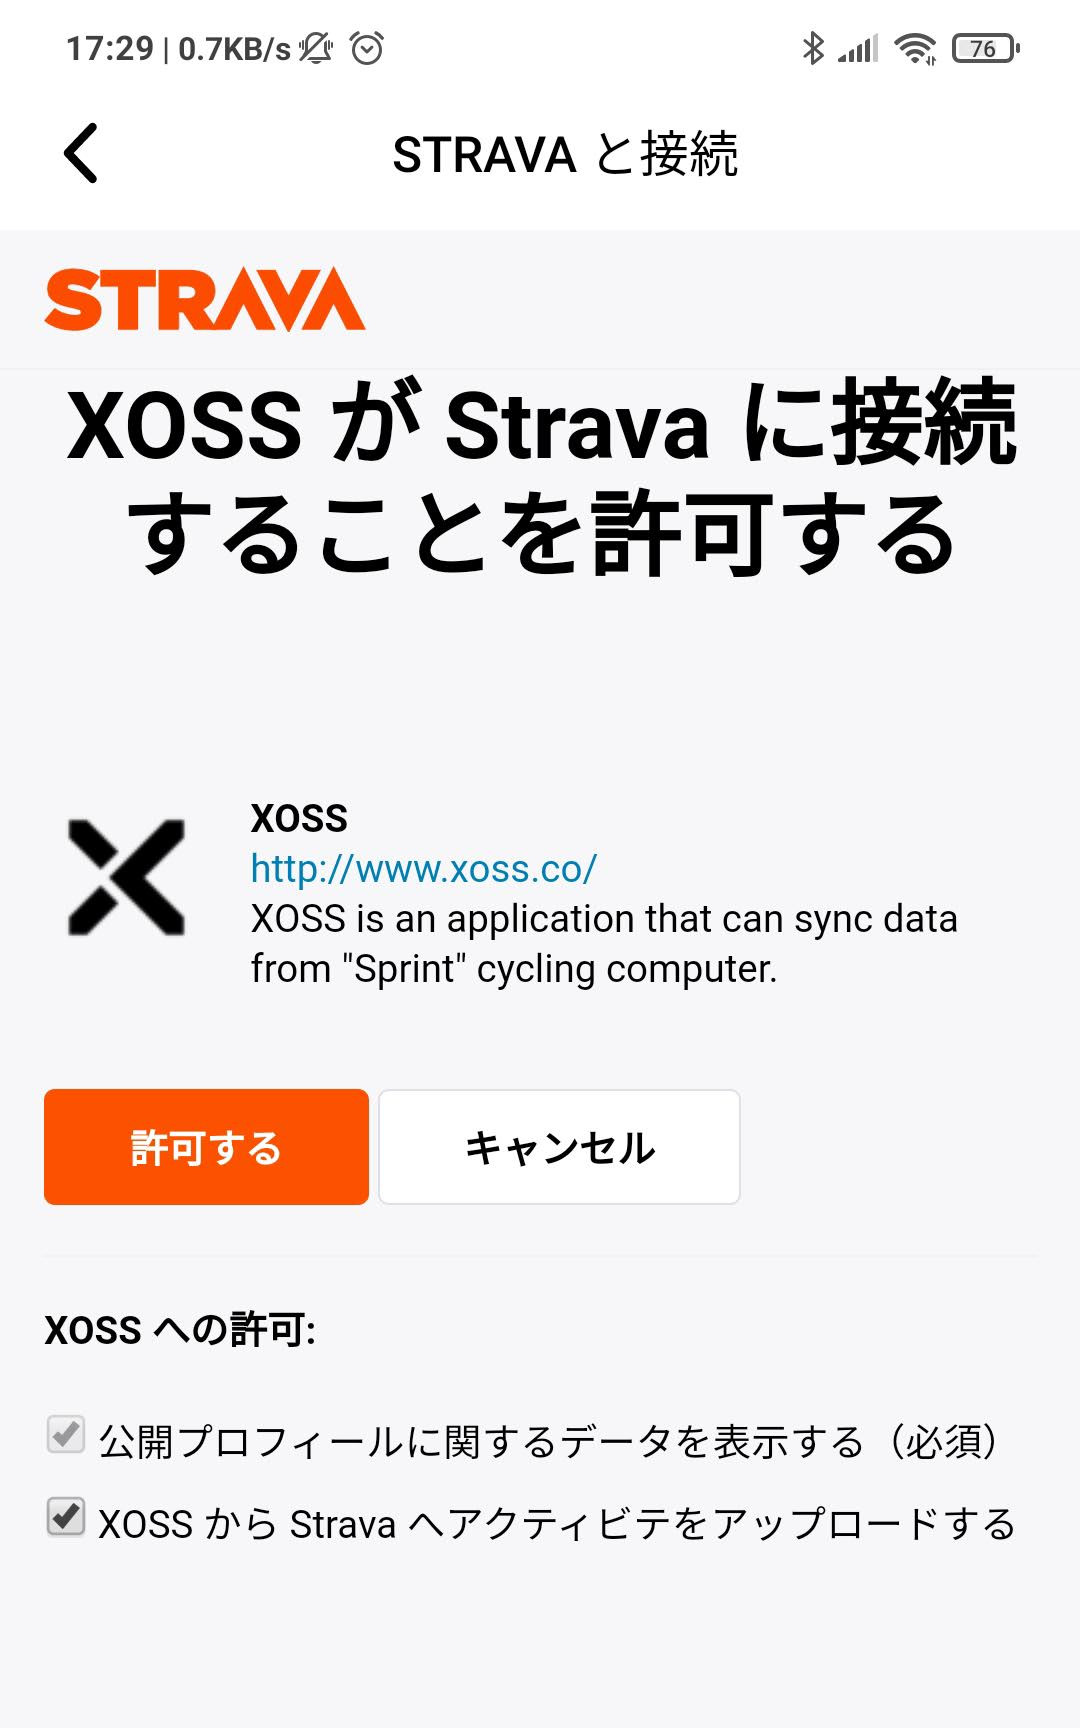 17:29 | 0.7KB/s
76
STRAVA と接続
STRAVA
XOSS が Strava に接続
することを許可する
XOSS
http://www.xoss.co/
XOSS is an application that can sync data
from "Sprint" cycling computer.
許可する
キャンセル
XOSS への許可:
公開プロフィールに関するデータを表示する（必須）
XOSS から Strava へアクティビテをアップロードする